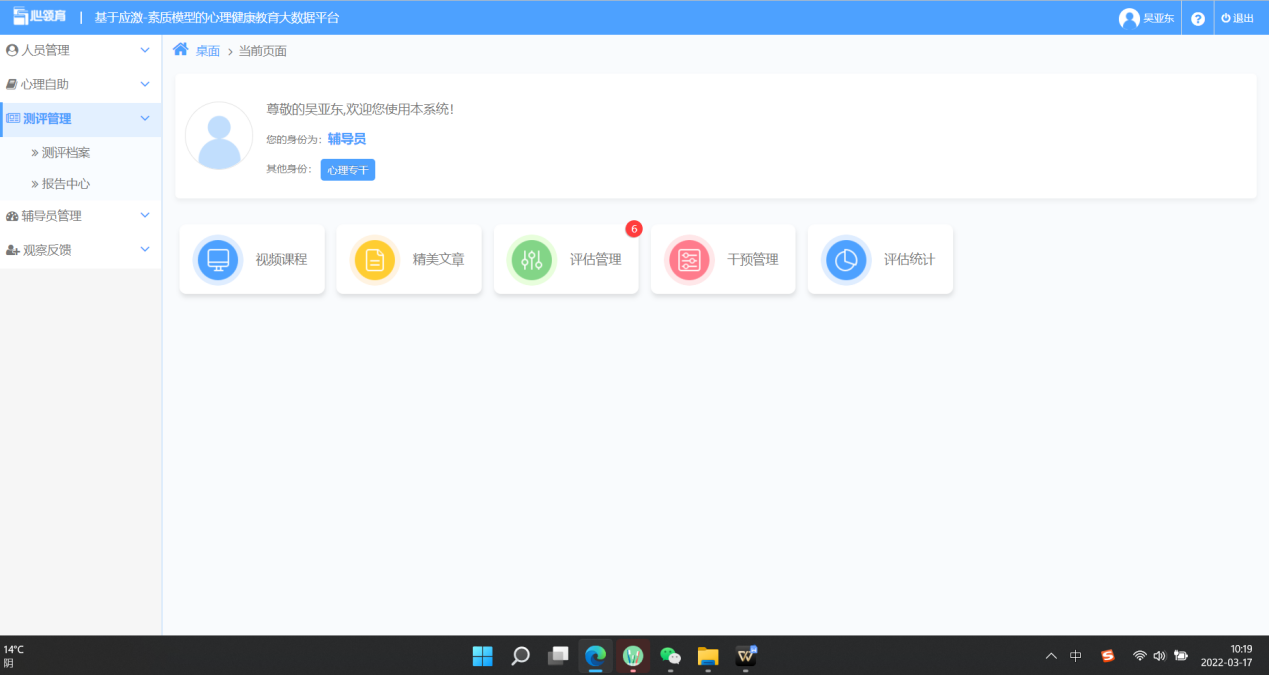 心领育 | 基于应激-素质模型的心理健康教育大数据平台 吴亚东 ? 退出
人员管理
心理自助
测评管理
» 测评档案
» 报告中心
辅导员管理
观察反馈
桌面 > 当前页面
尊敬的吴亚东,欢迎您使用本系统!
您的身份为: 辅导员
其他身份: 心理专干
视频课程
精美文章
6
评估管理
干预管理
评估统计
14°C
阴
中
10:19
2022-03-17